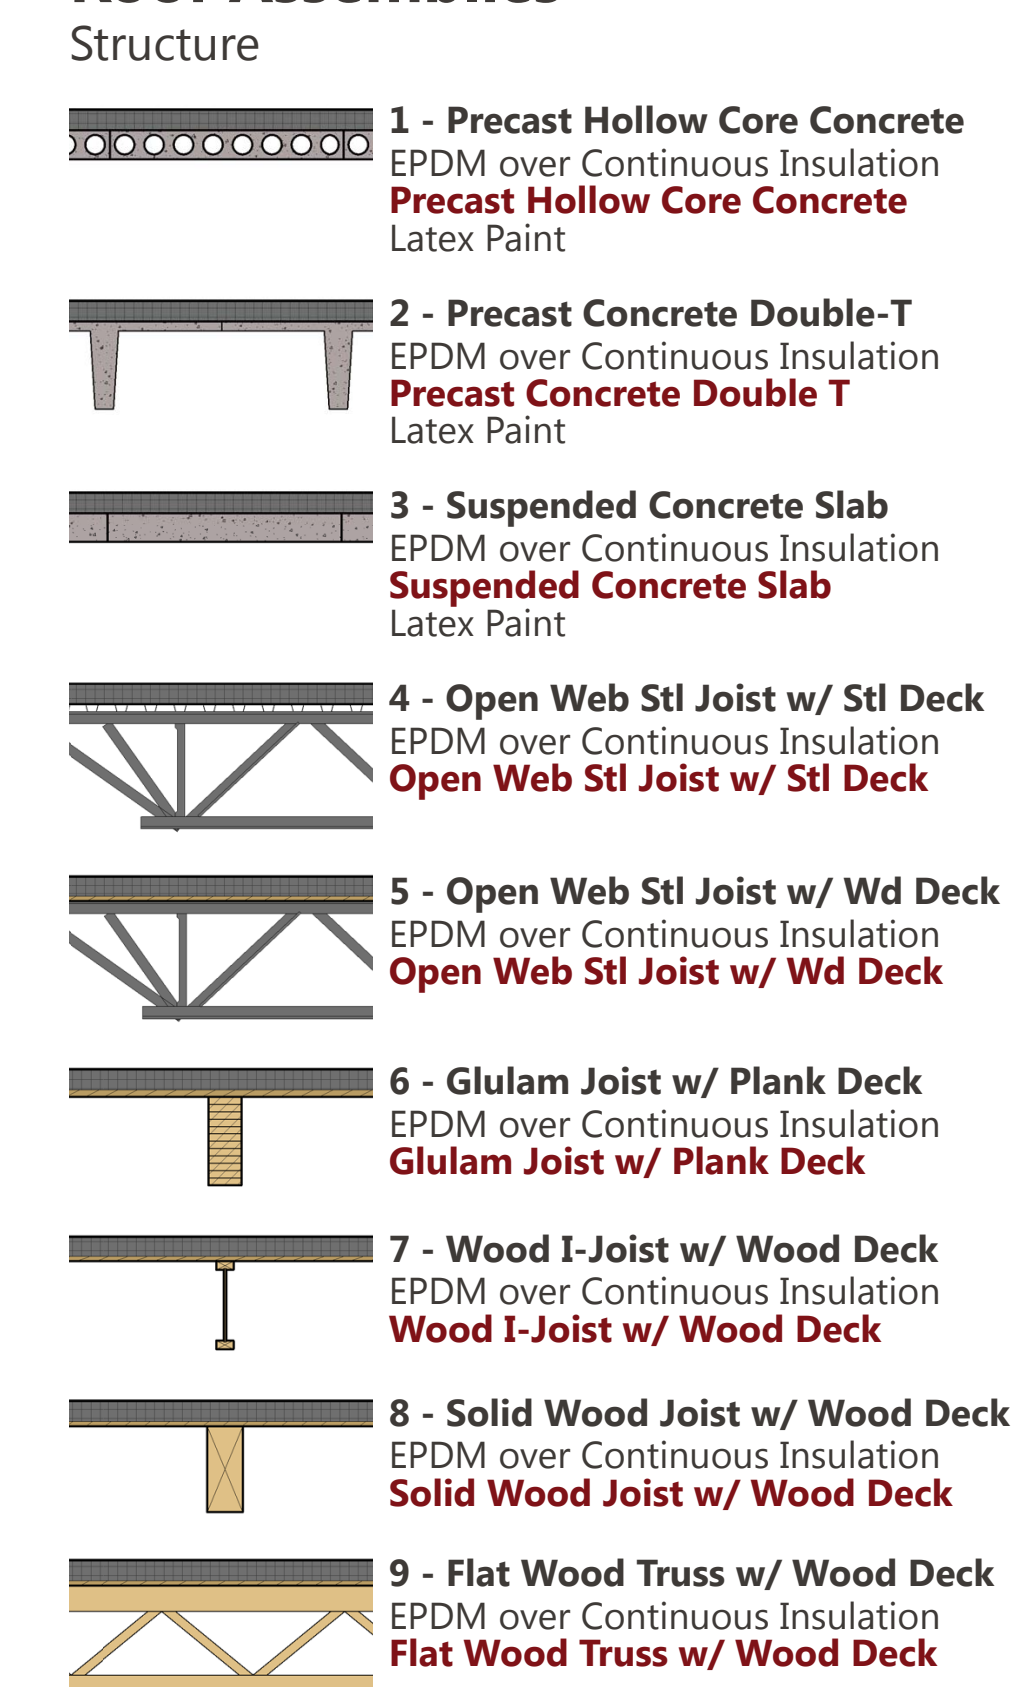 Roof Assemblies
Structure
1 - Precast Hollow Core Concrete
EPDM over Continuous Insulation
Precast Hollow Core Concrete
Latex Paint
2 - Precast Concrete Double-T
EPDM over Continuous Insulation
Precast Concrete Double T
Latex Paint
3 - Suspended Concrete Slab
EPDM over Continuous Insulation
Suspended Concrete Slab
Latex Paint
4 - Open Web Stl Joist w/ Stl Deck
EPDM over Continuous Insulation
Open Web Stl Joist w/ Stl Deck
5 - Open Web Stl Joist w/ Wd Deck
EPDM over Continuous Insulation
Open Web Stl Joist w/ Wd Deck
6 - Glulam Joist w/ Plank Deck
EPDM over Continuous Insulation
Glulam Joist w/ Plank Deck
7 - Wood I-Joist w/ Wood Deck
EPDM over Continuous Insulation
Wood I-Joist w/ Wood Deck
8 - Solid Wood Joist w/ Wood Deck
EPDM over Continuous Insulation
Solid Wood Joist w/ Wood Deck
9 - Flat Wood Truss w/ Wood Deck
EPDM over Continuous Insulation
Flat Wood Truss w/ Wood Deck